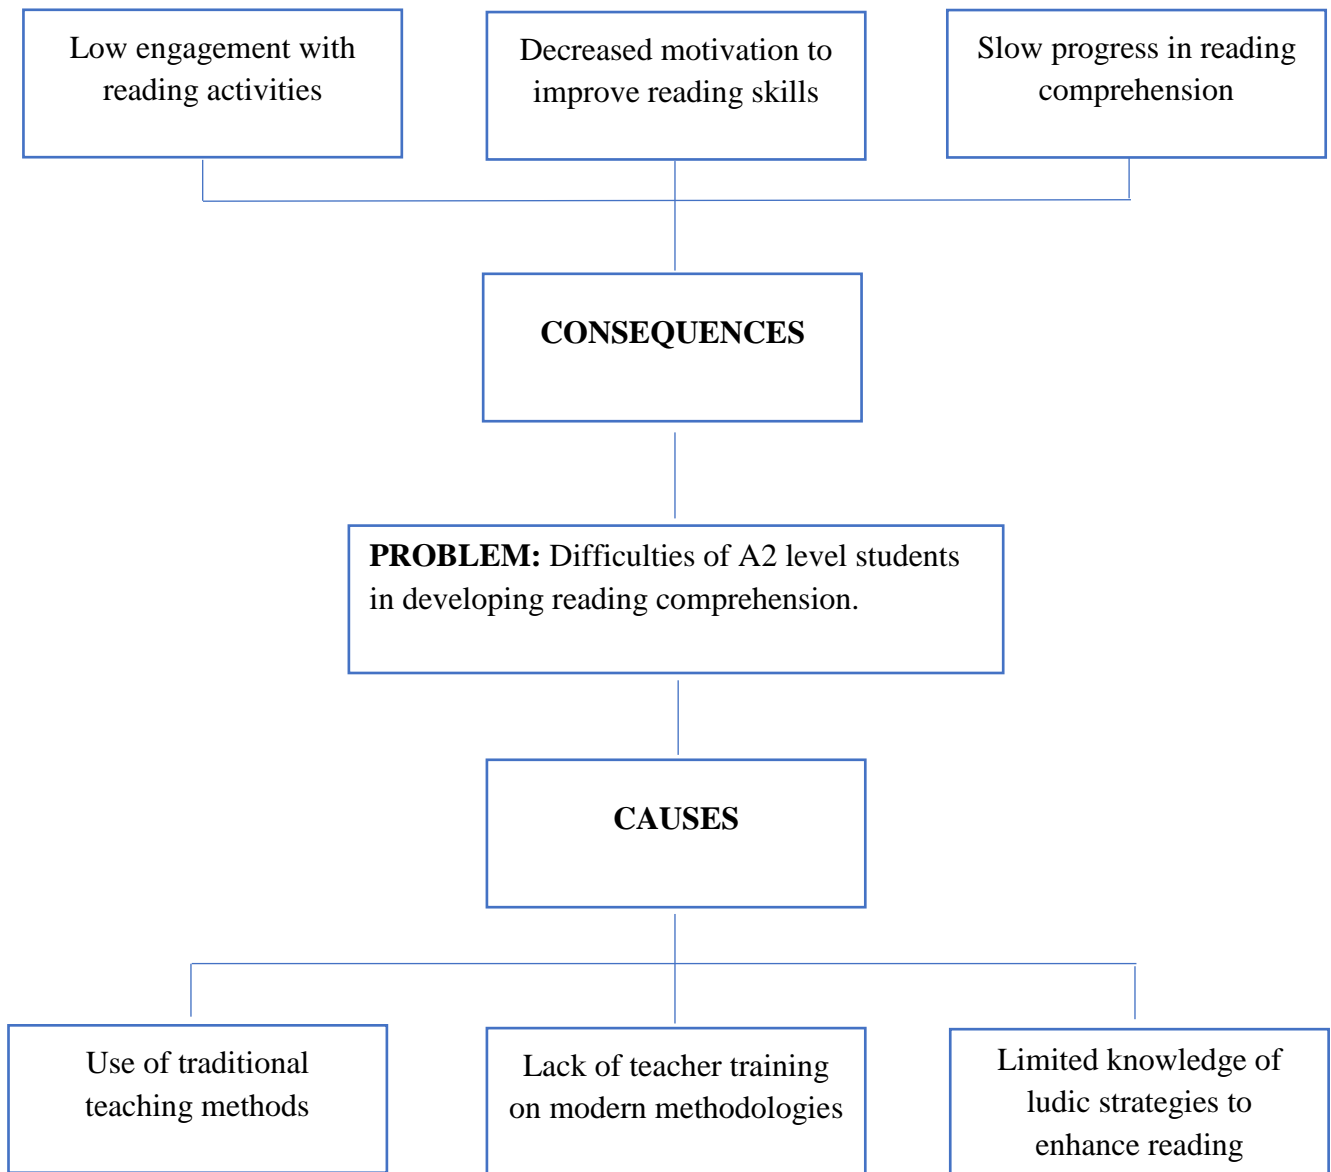 Low engagement with
reading activities
Decreased motivation to
improve reading skills
Slow progress in reading
comprehension
CONSEQUENCES
PROBLEM: Difficulties of A2 level students
in developing reading comprehension.
CAUSES
Use of traditional
teaching methods
Lack of teacher training
on modern methodologies
Limited knowledge of
ludic strategies to
enhance reading